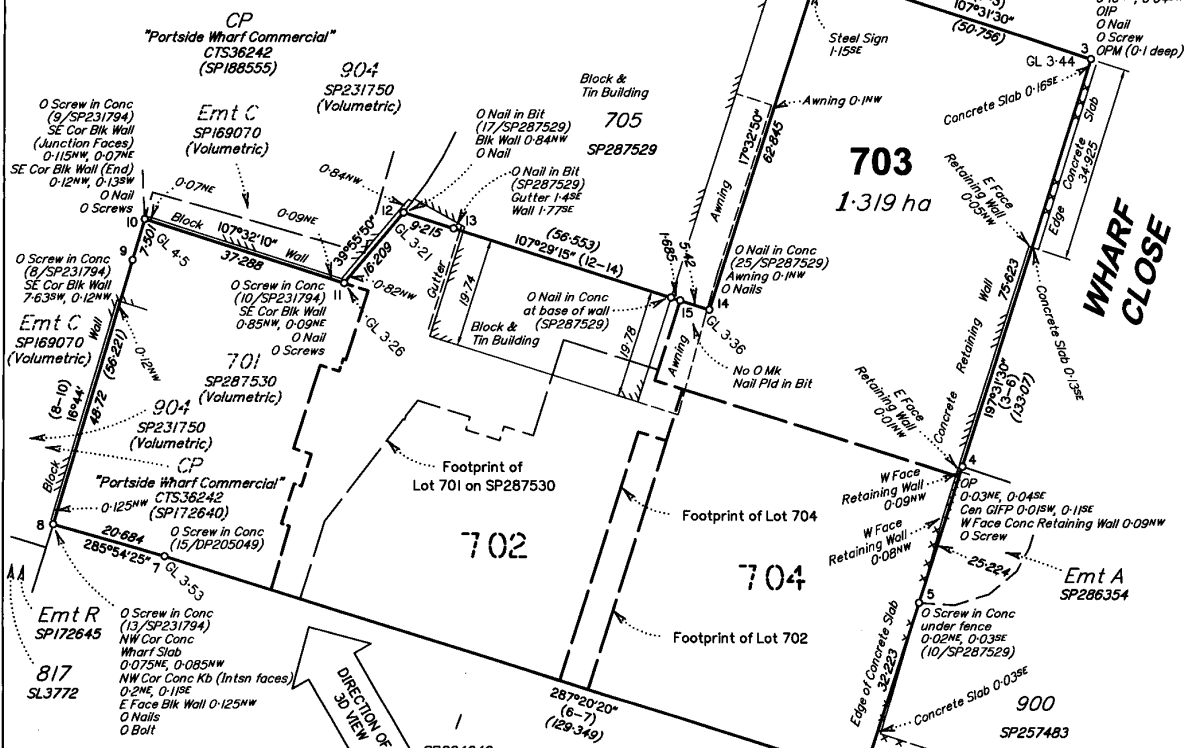 CP
"Portside Wharf Commercial"
CTS36242
(SP188555)
904
SP231750
(Volumetric)
Emt C
SP169070
(Volumetric)
O Screw in Conc
(9/SP231794)
SE Cor Blk Wall
(Junction Faces)
0·115NW, 0·07NE
SE Cor Blk Wall (End)
0·12NW, 0·13SW
O Nail
O Screws
10
0·07NE
Block
Wall
0·09NE
107°32'10"
37·288
9
7·501
GL 4·5
O Screw in Conc
(8/SP231794)
SE Cor Blk Wall
7·63SW, 0·12NW
Emt C
SP169070
(Volumetric)
Block
Wall
0·12NW
(8–10)
16°44'
48·72
(56·221)
904
SP231750
(Volumetric)
CP
"Portside Wharf Commercial"
CTS36242
(SP172640)
0·125NW
8
20·684
285°54'25"
7
GL 3·53
O Screw in Conc
(15/DP205049)
Emt R
SP172645
817
SL3772
O Screw in Conc
(13/SP231794)
NW Cor Conc
Wharf Slab
0·075NE, 0·085NW
NW Cor Conc Kb (Intsn faces)
0·2NE, 0·11SE
E Face Blk Wall 0·125NW
O Nails
O Bolt
O Screw in Conc
(10/SP231794)
SE Cor Blk Wall
0·85NW, 0·09NE
O Nail
O Screws
11
GL 3·26
701
SP287530
(Volumetric)
0·84NW
12
39°55'50"
16·209
GL 3·21
0·82NW
9·215
13
O Nail in Bit
(17/SP287529)
Blk Wall 0·84NW
O Nail
O Nail in Bit
(SP287529)
Gutter 1·4SE
Wall 1·77SE
Block &
Tin Building
705
SP287529
(56·553)
107°29'15" (12–14)
Gutter
19·74
Block &
Tin Building
O Nail in Conc
at base of wall
(SP287529)
19·78
1·685
5·42
15
14
GL 3·36
Awning
No O Mk
Nail Pld in Bit
O Nail in Conc
(25/SP287529)
Awning 0·1NW
O Nails
Awning
17°32'50"
62·845
Awning 0·1NW
Steel Sign
1·15SE
107°31'30"
(50·756)
OIP
O Nail
O Screw
OPM (0·1 deep)
3
GL 3·44
Concrete Slab 0·16SE
Edge Concrete Slab
34·925
703
1·319 ha
WHARF
CLOSE
E Face
Retaining Wall
0·05NW
Concrete Retaining Wall
75·623
Concrete Slab 0·13SE
197°31'30"
(3–6)
(133·07)
E Face
Retaining Wall
0·01NW
4
W Face
Retaining Wall
0·09NW
W Face
Retaining Wall
0·08NW
OP
0·03NE, 0·04SE
Cen GIFP 0·01SW, 0·11SE
W Face Conc Retaining Wall 0·09NW
O Screw
25·224
Emt A
SP286354
5
O Screw in Conc
under fence
0·02NE, 0·03SE
(10/SP287529)
Edge of Concrete Slab
32·223
Concrete Slab 0·03SE
900
SP257483
Footprint of
Lot 701 on SP287530
702
Footprint of Lot 704
704
Footprint of Lot 702
DIRECTION OF
3D VIEW
287°20'20"
(6–7)
(129·349)